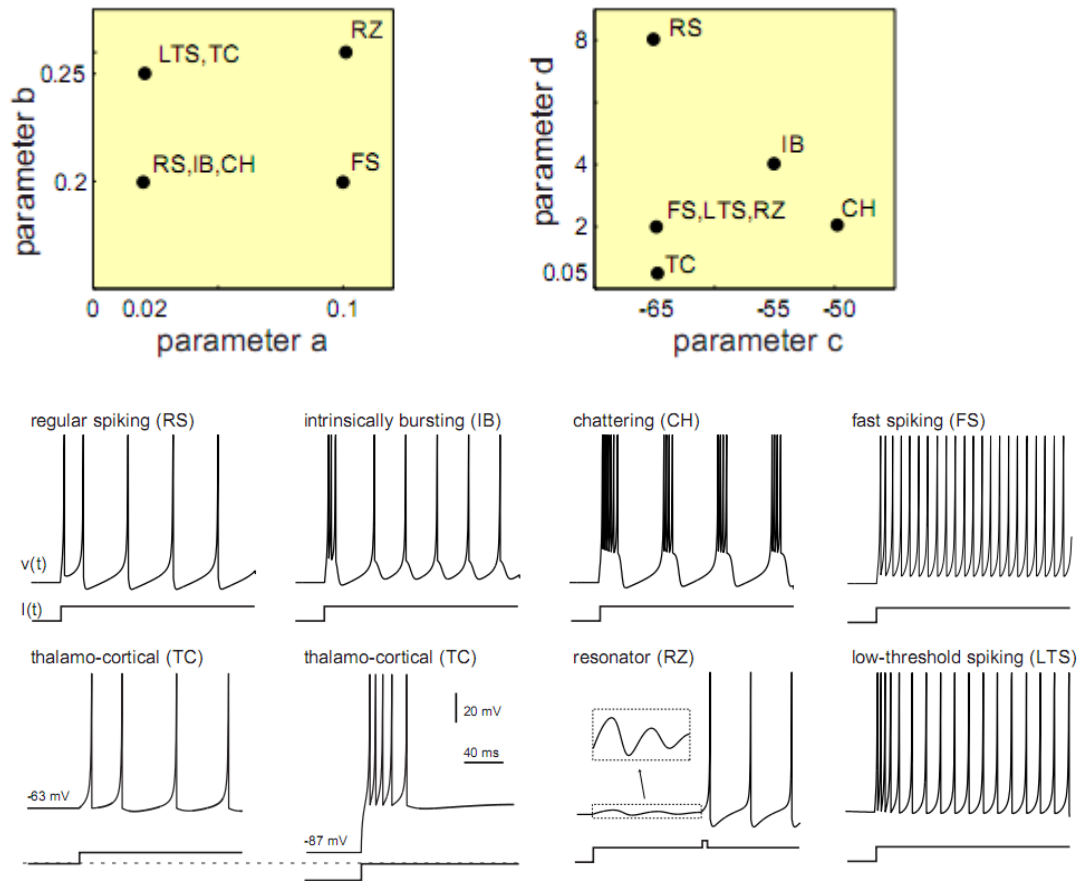 RZ
LTS,TC
0.25
parameter b
RS,IB,CH
FS
0.2
0
0.02
0.1
parameter a
8
RS
parameter d
IB
4
FS,LTS,RZ
CH
2
TC
0.05
-65
-55
-50
parameter c
regular spiking (RS)
intrinsically bursting (IB)
chattering (CH)
fast spiking (FS)
v(t)
I(t)
thalamo-cortical (TC)
thalamo-cortical (TC)
resonator (RZ)
low-threshold spiking (LTS)
20 mV
40 ms
-63 mV
-87 mV